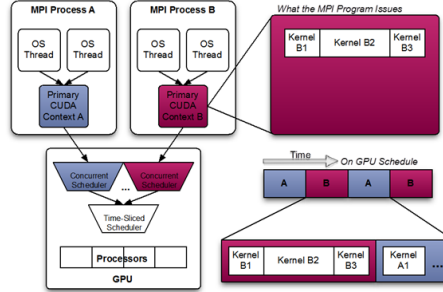 MPI Process A
OS
Thread
OS
Thread
Primary
CUDA
Context A
MPI Process B
OS
Thread
OS
Thread
Primary
CUDA
Context B
What the MPI Program Issues
Kernel
B1
Kernel B2
Kernel
B3
Concurrent
Scheduler
...
Concurrent
Scheduler
Time-Sliced
Scheduler
Processors
GPU
Time
On GPU Schedule
A
B
A
B
Kernel
B1
Kernel B2
Kernel
B3
Kernel
A1
...